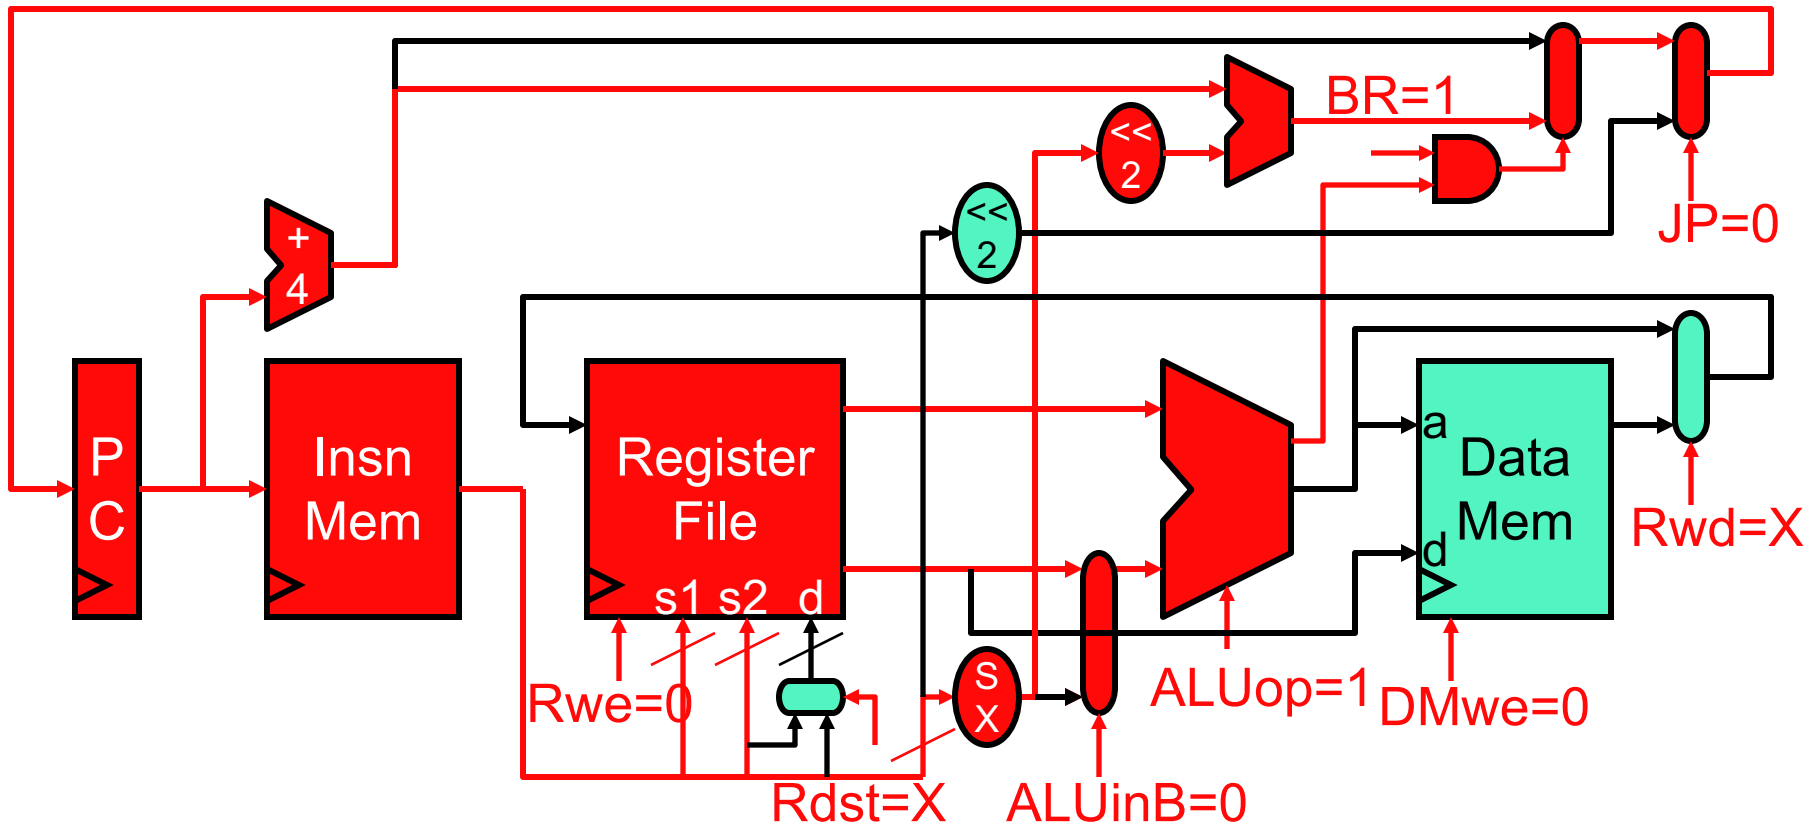 BR=1
<<
2
<<
2
JP=0
+
4
P
C
Insn
Mem
Register
File
s1 s2 d
a
d
Data
Mem
Rwd=X
Rwe=0
S
X
ALUop=1
DMwe=0
Rdst=X
ALUinB=0